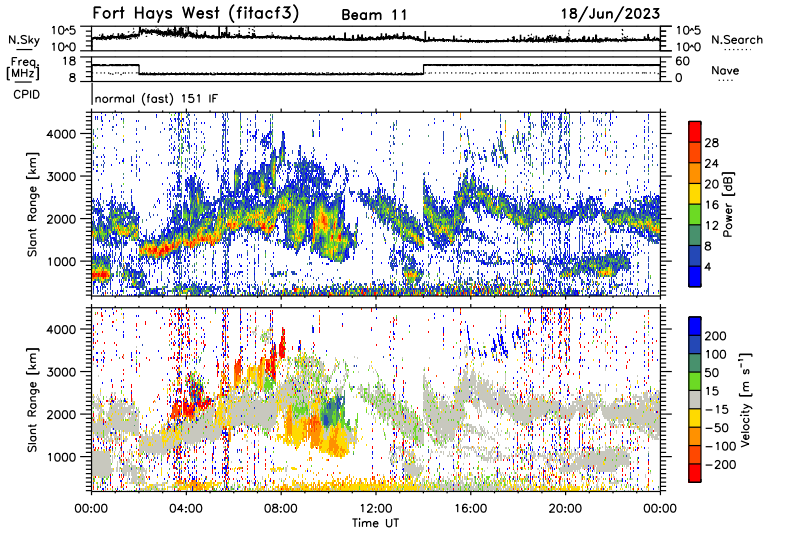 Fort Hays West (fitacf3) Beam 11 18/Jun/2023
N.Sky 10^5 10^0 10^5 10^0 N.Search
Freq. [MHz] 18 8 60 0 Nave
CPID normal (fast) 151 IF
Slant Range [km] 4000 3000 2000 1000
28 24 20 16 12 8 4 Power [dB]
Slant Range [km] 4000 3000 2000 1000
200 100 50 15 -15 -50 -100 -200 Velocity [m s⁻¹]
00:00 04:00 08:00 12:00 16:00 20:00 00:00
Time UT